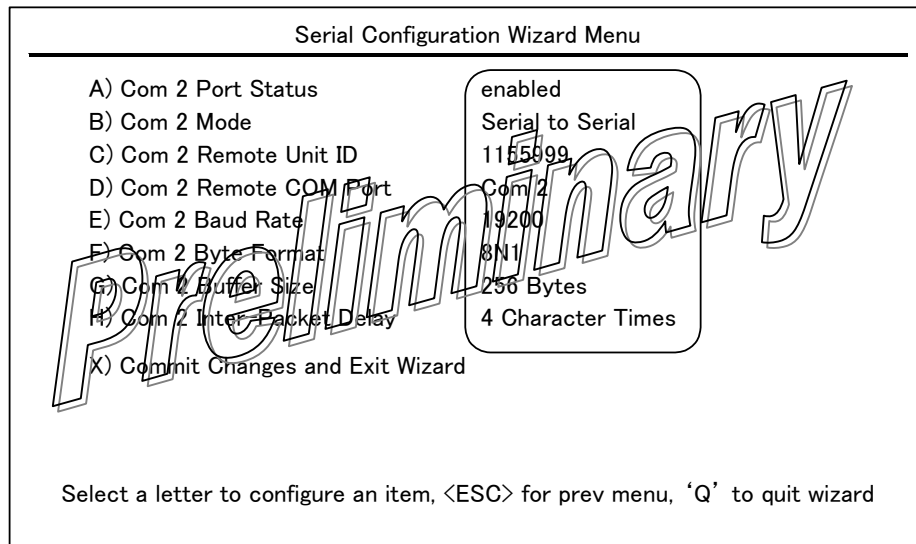 Serial Configuration Wizard Menu
A) Com 2 Port Status enabled
B) Com 2 Mode Serial to Serial
C) Com 2 Remote Unit ID 1155999
D) Com 2 Remote COM Port Com 2
E) Com 2 Baud Rate 19200
F) Com 2 Byte Format 8N1
G) Com 2 Buffer Size 256 Bytes
H) Com 2 Inter-Packet Delay 4 Character Times
X) Commit Changes and Exit Wizard
Preliminary
Select a letter to configure an item, <ESC> for prev menu, ‘Q’ to quit wizard